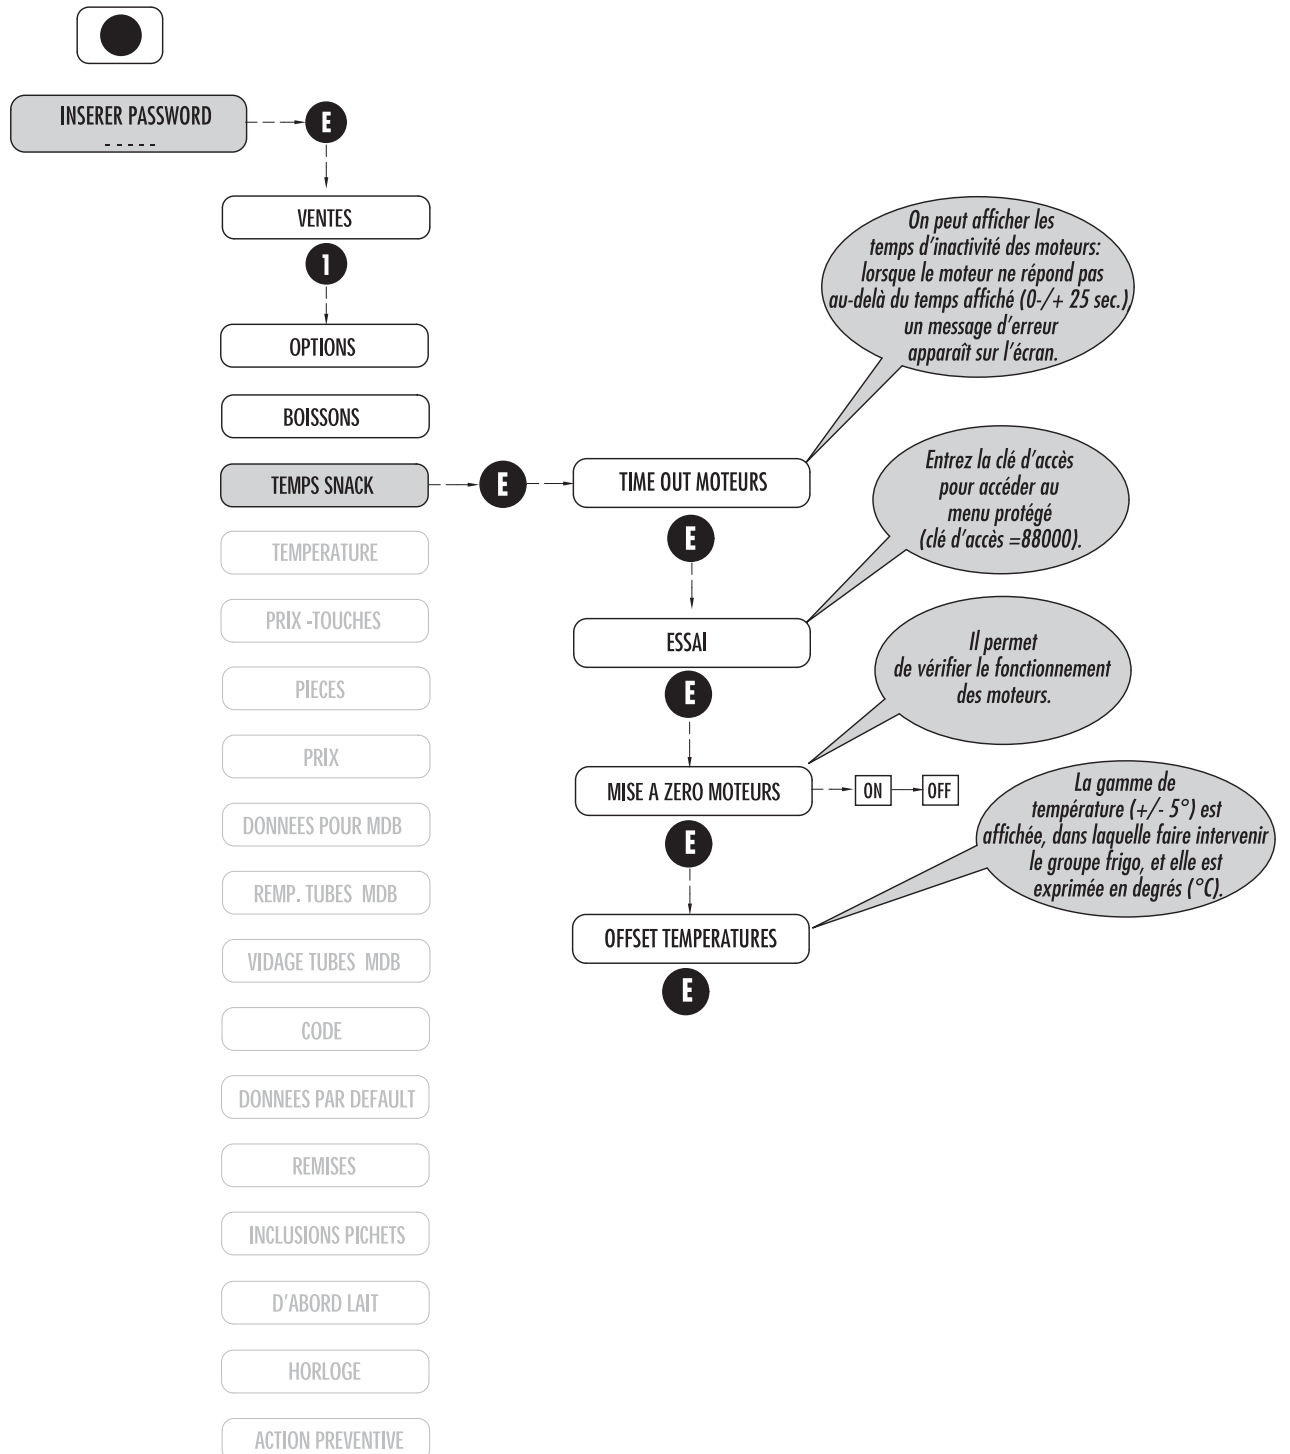 INSERER PASSWORD
- - - - -
E
VENTES
1
OPTIONS
BOISSONS
TEMPS SNACK
E
TIME OUT MOTEURS
On peut afficher les
temps d'inactivité des moteurs:
lorsque le moteur ne répond pas
au-delà du temps affiché (0-/+ 25 sec.),
un message d'erreur
apparaît sur l'écran.
E
ESSAI
Entrez la clé d'accès
pour accéder au
menu protégé
(clé d'accès =88000).
E
MISE A ZERO MOTEURS
ON
OFF
Il permet
de vérifier le fonctionnement
des moteurs.
E
OFFSET TEMPERATURES
La gamme de
température (+/- 5°) est
affichée, dans laquelle faire intervenir
le groupe frigo, et elle est
exprimée en degrés (°C).
E
TEMPERATURE
PRIX -TOUCHES
PIECES
PRIX
DONNEES POUR MDB
REMP. TUBES MDB
VIDAGE TUBES MDB
CODE
DONNEES PAR DEFAULT
REMISES
INCLUSIONS PICHETS
D'ABORD LAIT
HORLOGE
ACTION PREVENTIVE